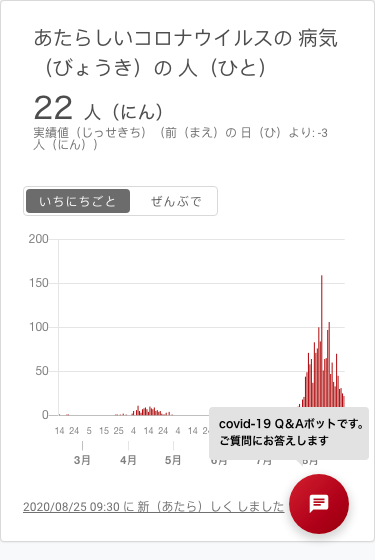 あたらしいコロナウイルスの 病気
（びょうき）の 人（ひと）
22 人（にん）
実績値（じっせきち）（前（まえ）の 日（ひ）より: -3
人（にん））
いちにちごと ぜんぶで
200
150
100
50
0
14 24 5 15 25 4 14 24 5 14 24 4 14
3月 4月 5月 6月 7月 8月
covid-19 Q＆Aボットです。
ご質問にお答えします
2020/08/25 09:30 に 新（あたら）しく しました